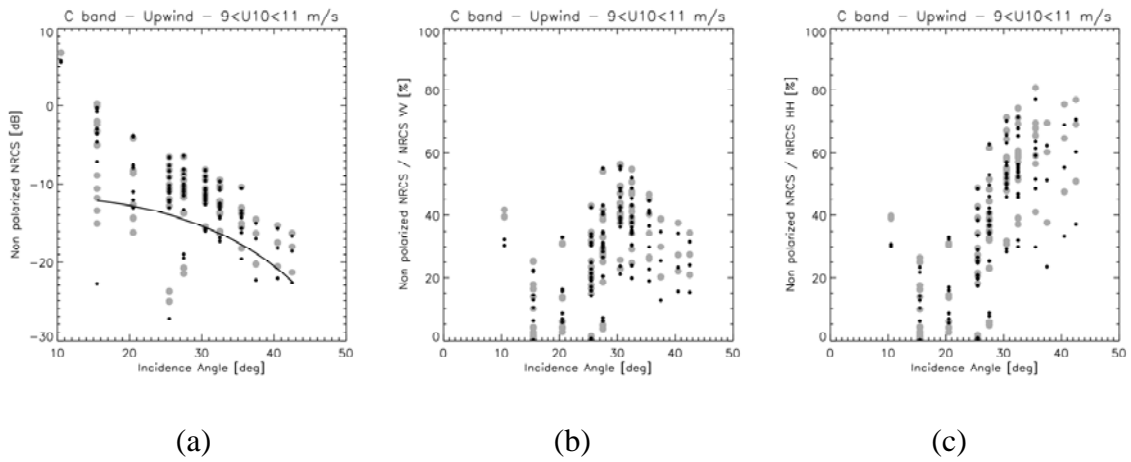 C band – Upwind – 9<U10<11 m/s
Non polarized NRCS [dB]
10
0
−10
−20
−30
10 20 30 40 50
Incidence Angle [deg]
(a)
C band – Upwind – 9<U10<11 m/s
Non polarized NRCS / NRCS VV [%]
100
80
60
40
20
0
0 10 20 30 40 50
Incidence Angle [deg]
(b)
C band – Upwind – 9<U10<11 m/s
Non polarized NRCS / NRCS HH [%]
100
80
60
40
20
0
0 10 20 30 40 50
Incidence Angle [deg]
(c)